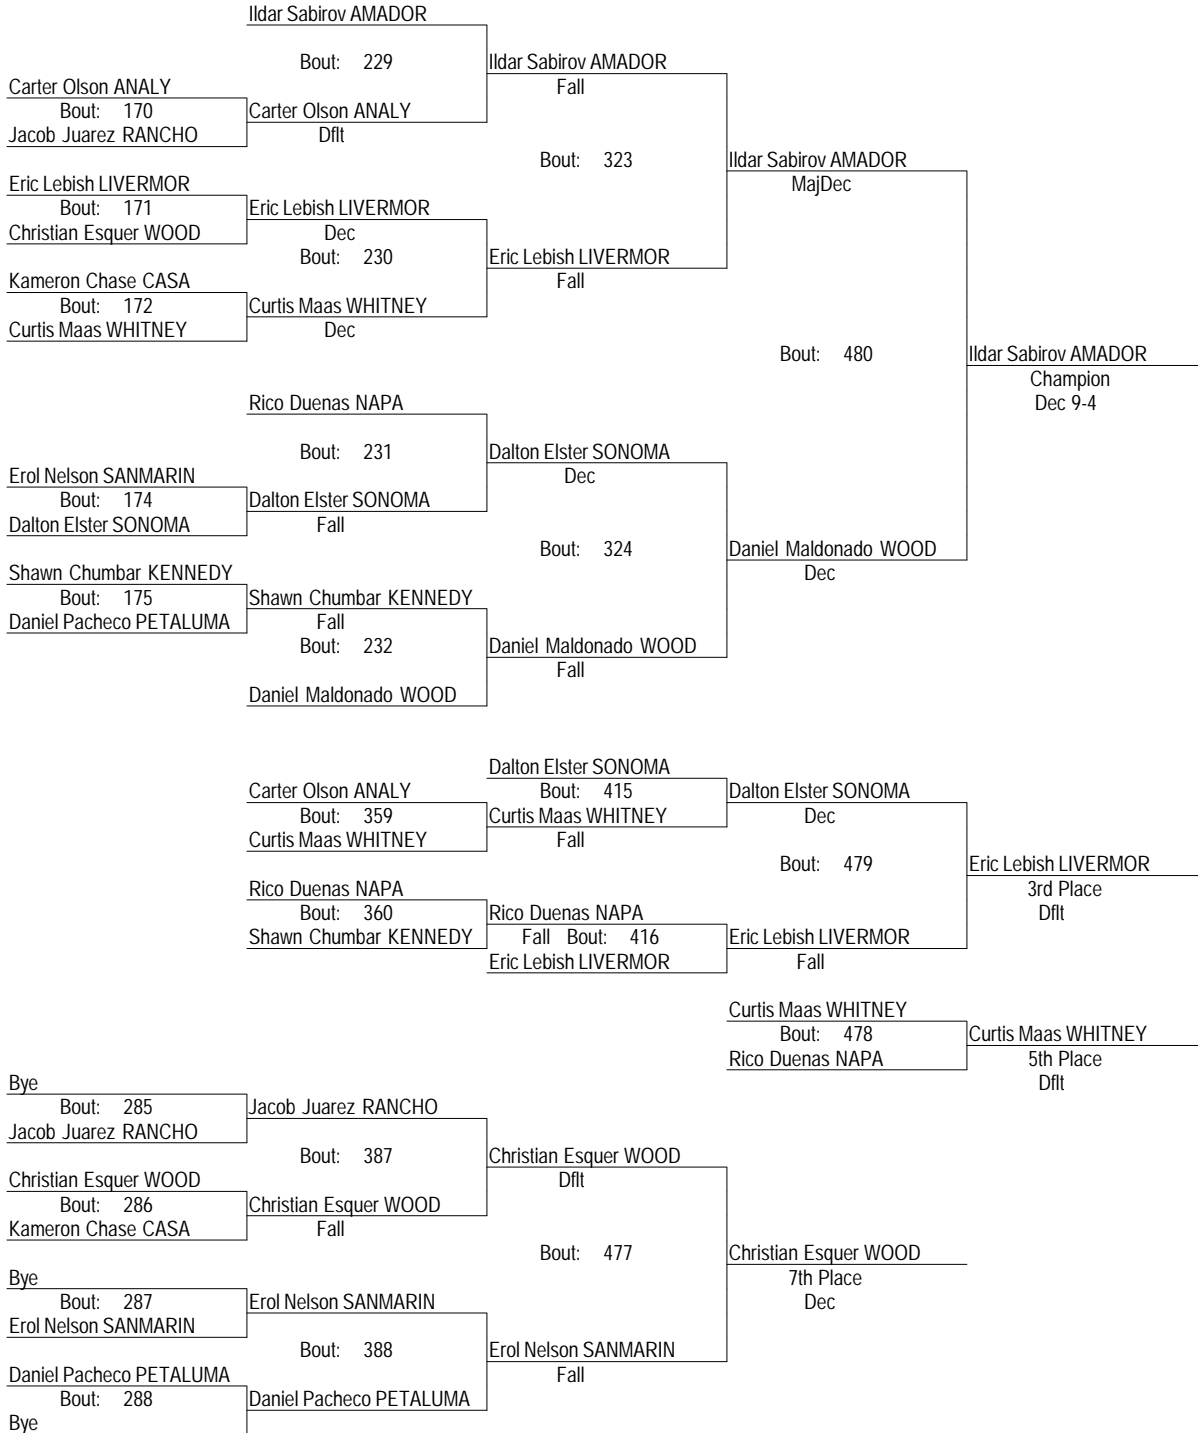 Ildar Sabirov AMADOR
Bout: 229
Ildar Sabirov AMADOR
Fall
Carter Olson ANALY
Bout: 170
Carter Olson ANALY
Jacob Juarez RANCHO
Dflt
Bout: 323
Ildar Sabirov AMADOR
MajDec
Eric Lebish LIVERMOR
Bout: 171
Eric Lebish LIVERMOR
Christian Esquer WOOD
Dec
Bout: 230
Eric Lebish LIVERMOR
Fall
Kameron Chase CASA
Bout: 172
Curtis Maas WHITNEY
Curtis Maas WHITNEY
Dec
Bout: 480
Ildar Sabirov AMADOR
Champion
Dec 9-4
Rico Duenas NAPA
Bout: 231
Dalton Elster SONOMA
Dec
Erol Nelson SANMARIN
Bout: 174
Dalton Elster SONOMA
Dalton Elster SONOMA
Fall
Bout: 324
Daniel Maldonado WOOD
Dec
Shawn Chumbar KENNEDY
Bout: 175
Shawn Chumbar KENNEDY
Daniel Pacheco PETALUMA
Fall
Bout: 232
Daniel Maldonado WOOD
Fall
Daniel Maldonado WOOD
Dalton Elster SONOMA
Carter Olson ANALY
Bout: 415
Dalton Elster SONOMA
Bout: 359
Curtis Maas WHITNEY
Dec
Curtis Maas WHITNEY
Fall
Bout: 479
Eric Lebish LIVERMOR
3rd Place
Dflt
Rico Duenas NAPA
Bout: 360
Rico Duenas NAPA
Shawn Chumbar KENNEDY
Fall Bout: 416
Eric Lebish LIVERMOR
Eric Lebish LIVERMOR
Fall
Curtis Maas WHITNEY
Bout: 478
Curtis Maas WHITNEY
Rico Duenas NAPA
5th Place
Dflt
Bye
Bout: 285
Jacob Juarez RANCHO
Jacob Juarez RANCHO
Bout: 387
Christian Esquer WOOD
Dflt
Christian Esquer WOOD
Bout: 286
Christian Esquer WOOD
Kameron Chase CASA
Fall
Bout: 477
Christian Esquer WOOD
7th Place
Dec
Bye
Bout: 287
Erol Nelson SANMARIN
Erol Nelson SANMARIN
Bout: 388
Erol Nelson SANMARIN
Fall
Daniel Pacheco PETALUMA
Bout: 288
Daniel Pacheco PETALUMA
Bye